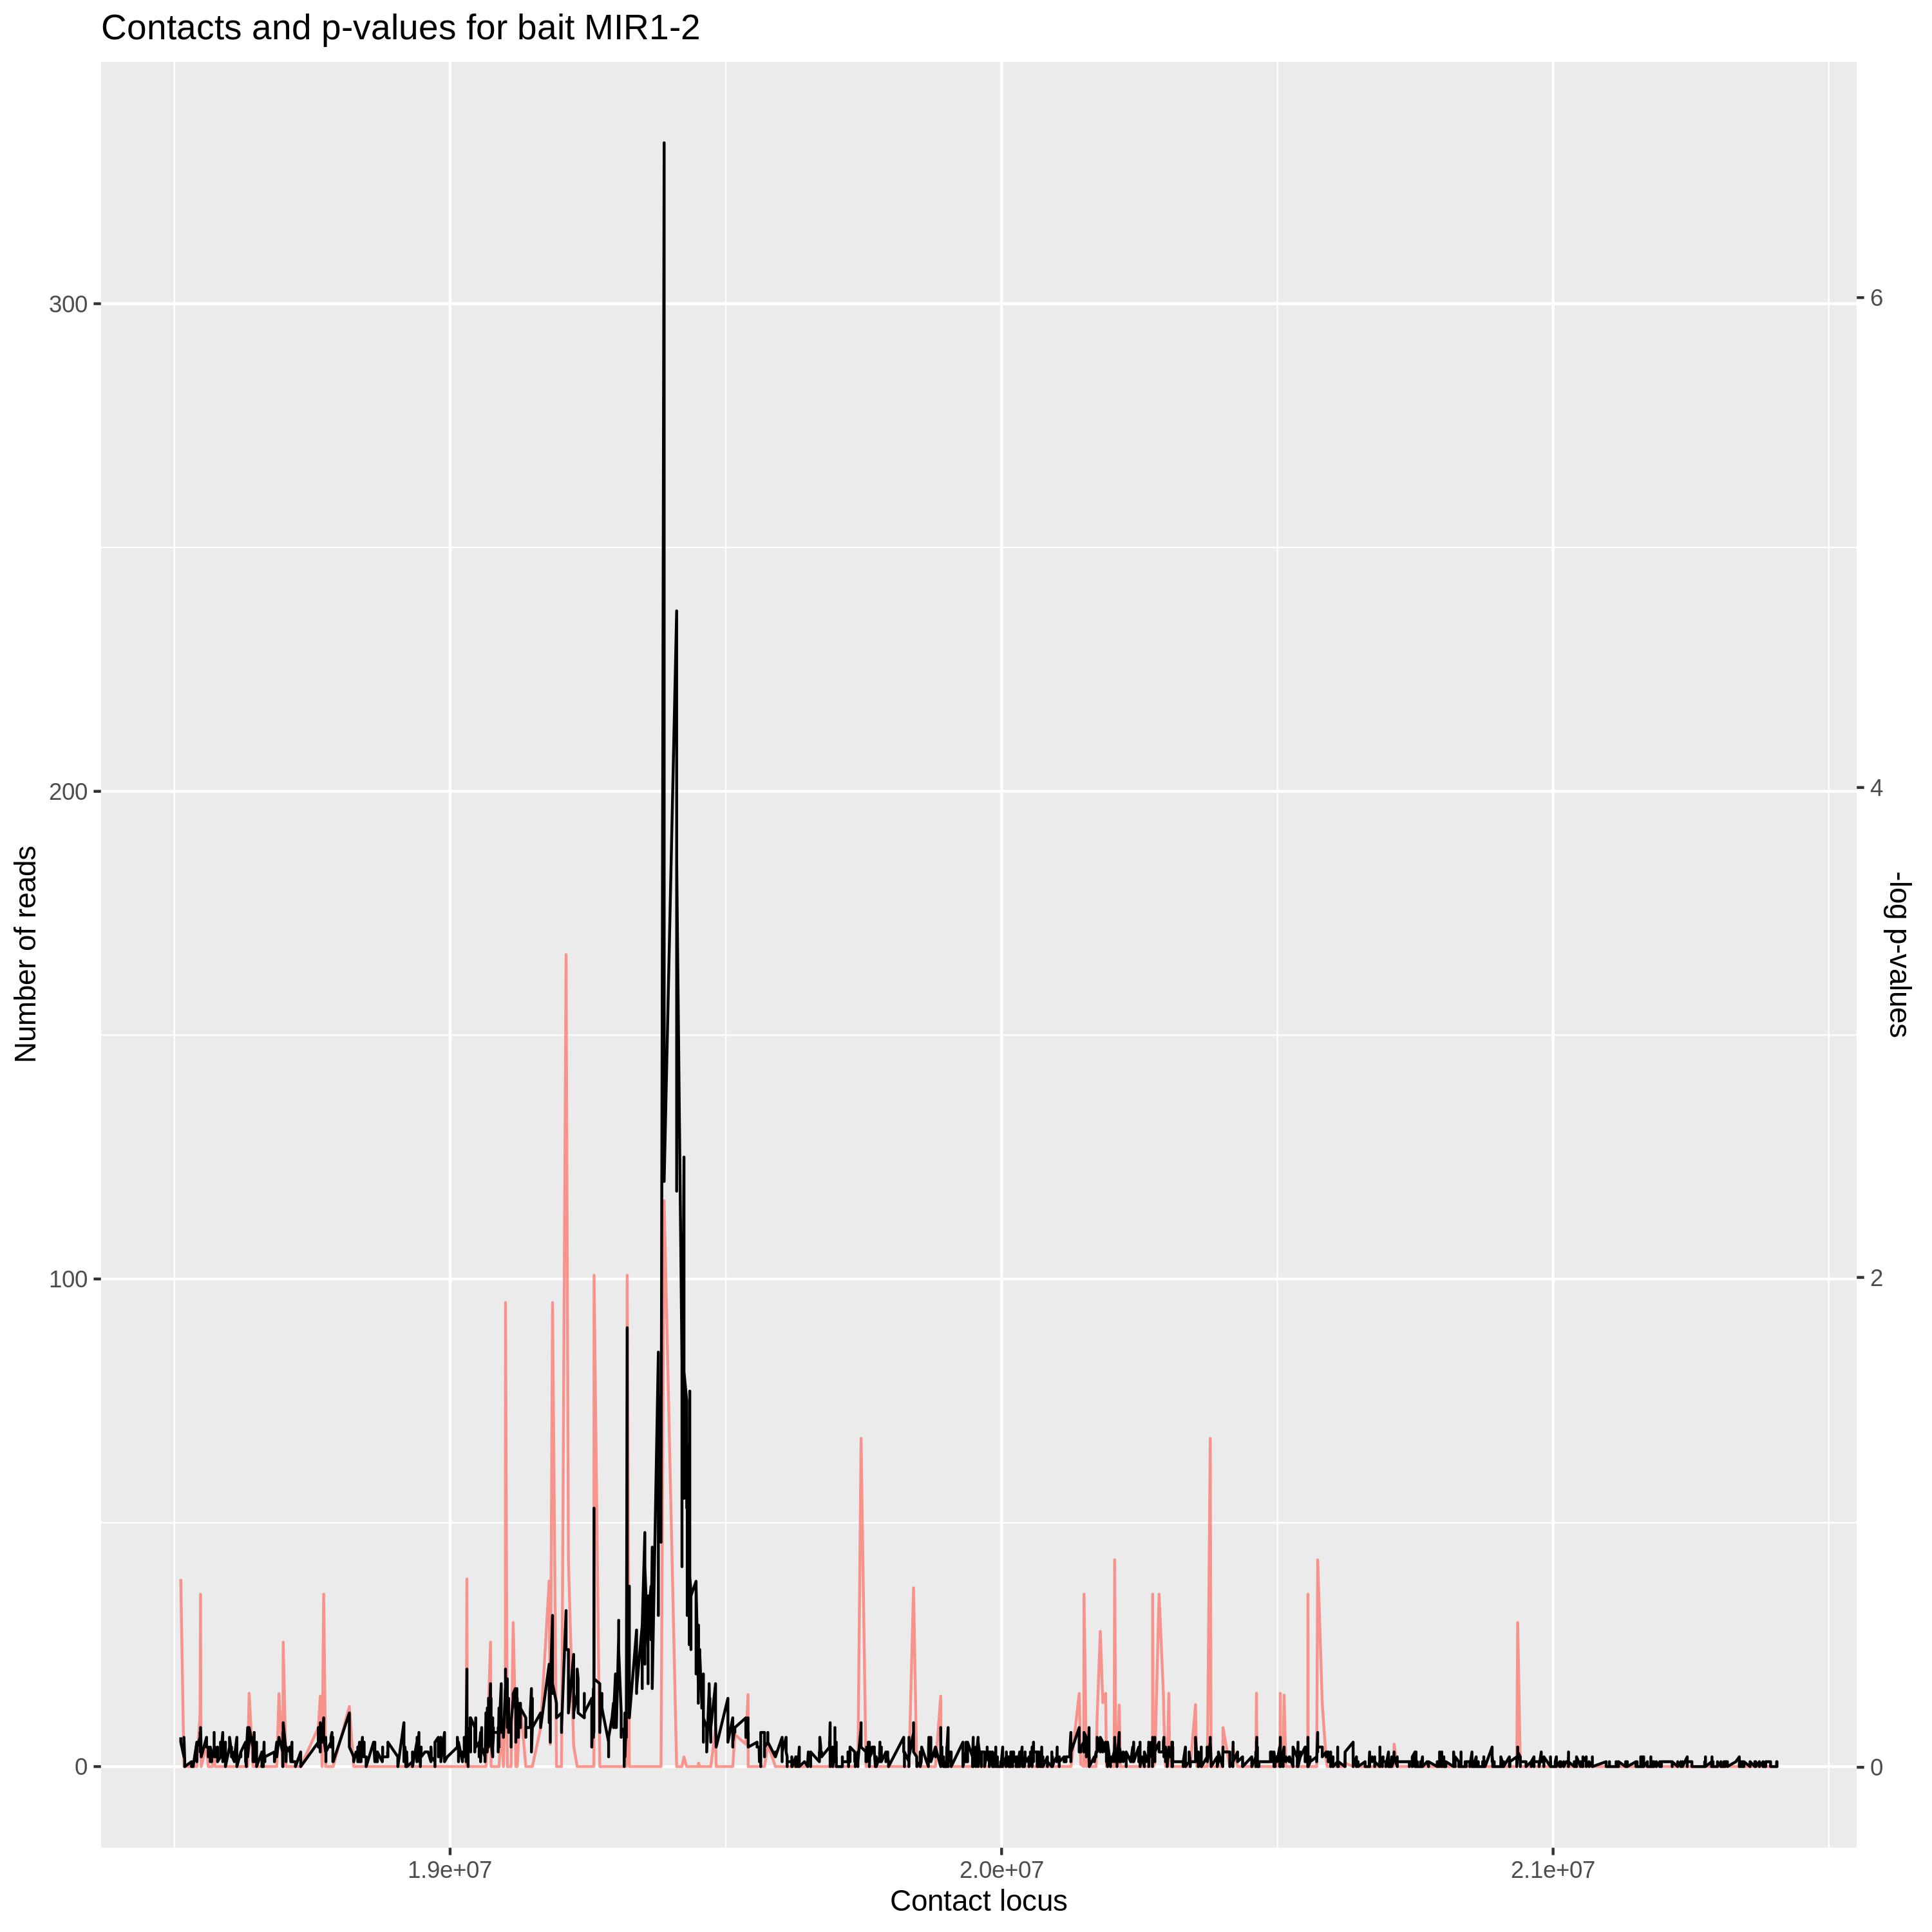 Contacts and p-values for bait MIR1-2
300
200
100
0
Number of reads
6
4
2
0
-log p-values
1.9e+07
2.0e+07
2.1e+07
Contact locus